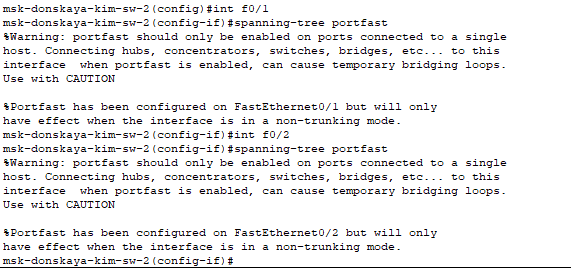 msk-donskaya-kim-sw-2(config)#int f0/1
msk-donskaya-kim-sw-2(config-if)#spanning-tree portfast
%Warning: portfast should only be enabled on ports connected to a single
host. Connecting hubs, concentrators, switches, bridges, etc... to this
interface  when portfast is enabled, can cause temporary bridging loops.
Use with CAUTION

%Portfast has been configured on FastEthernet0/1 but will only
have effect when the interface is in a non-trunking mode.
msk-donskaya-kim-sw-2(config-if)#int f0/2
msk-donskaya-kim-sw-2(config-if)#spanning-tree portfast
%Warning: portfast should only be enabled on ports connected to a single
host. Connecting hubs, concentrators, switches, bridges, etc... to this
interface  when portfast is enabled, can cause temporary bridging loops.
Use with CAUTION

%Portfast has been configured on FastEthernet0/2 but will only
have effect when the interface is in a non-trunking mode.
msk-donskaya-kim-sw-2(config-if)#